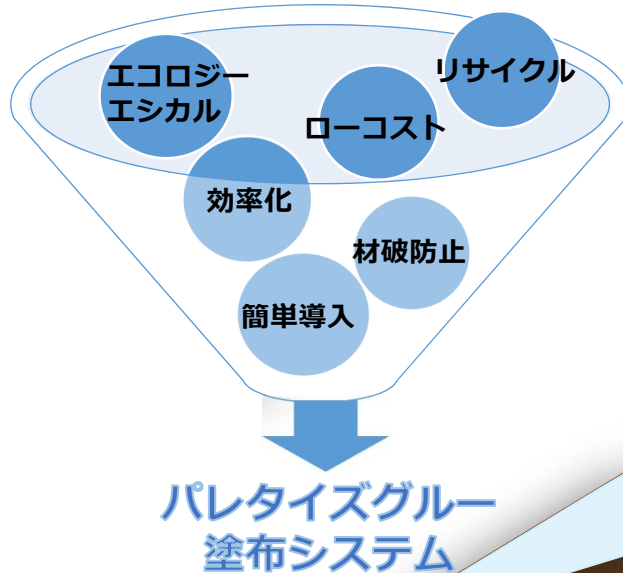 エコロジー
エシカル
リサイクル
ローコスト
効率化
材破防止
簡単導入
パレタイズグルー
塗布システム